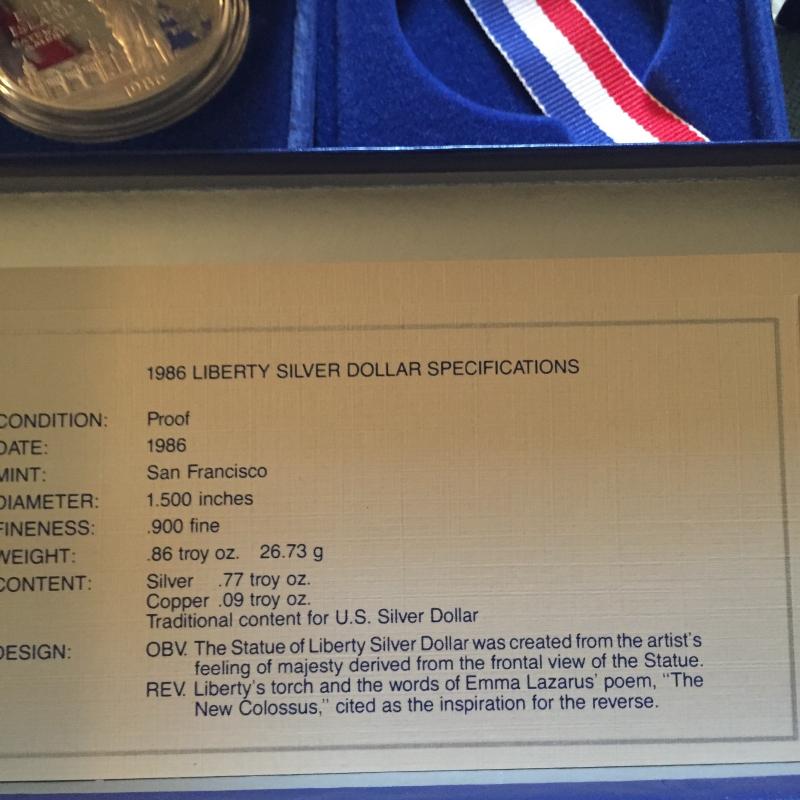 1986
1986 LIBERTY SILVER DOLLAR SPECIFICATIONS
CONDITION: Proof
DATE: 1986
MINT: San Francisco
DIAMETER: 1.500 inches
FINENESS: .900 fine
WEIGHT: .86 troy oz. 26.73 g
CONTENT: Silver .77 troy oz.
Copper .09 troy oz.
Traditional content for U.S. Silver Dollar
DESIGN: OBV. The Statue of Liberty Silver Dollar was created from the artist's
feeling of majesty derived from the frontal view of the Statue.
REV. Liberty's torch and the words of Emma Lazarus' poem, "The
New Colossus," cited as the inspiration for the reverse.